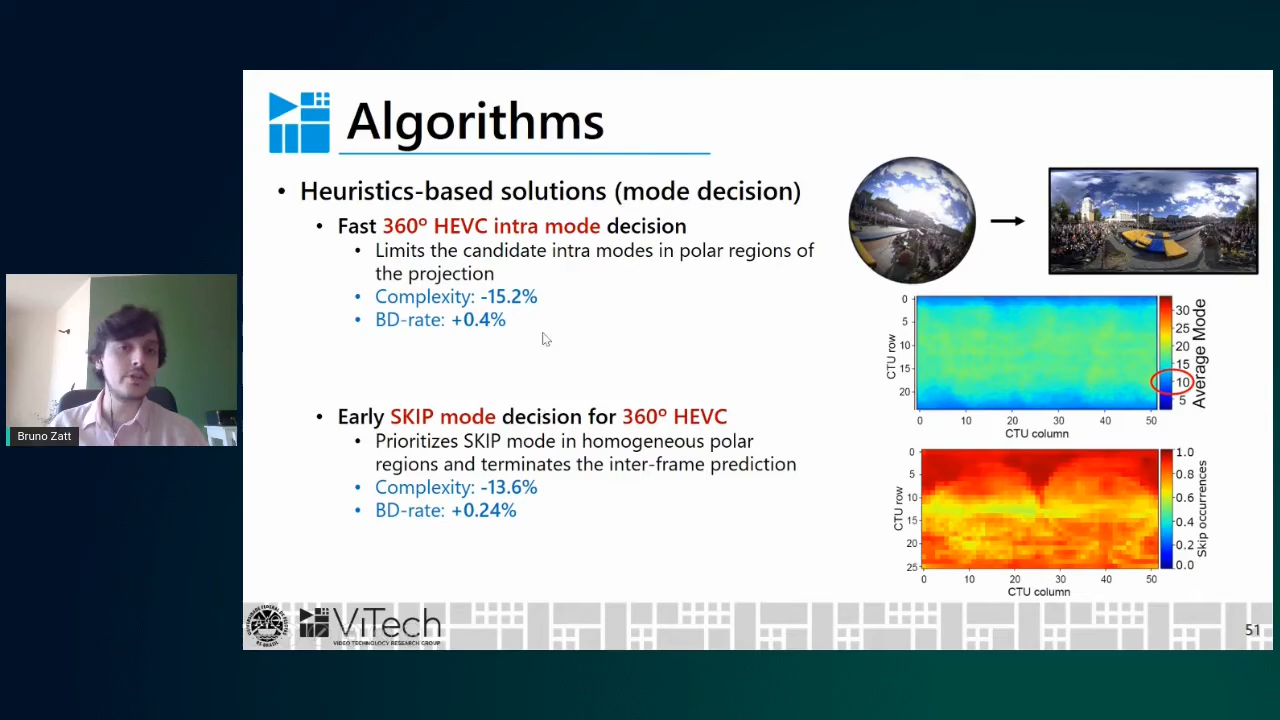 Algorithms
• Heuristics-based solutions (mode decision)
• Fast 360º HEVC intra mode decision
• Limits the candidate intra modes in polar regions of
the projection
• Complexity: -15.2%
• BD-rate: +0.4%
• Early SKIP mode decision for 360º HEVC
• Prioritizes SKIP mode in homogeneous polar
regions and terminates the inter-frame prediction
• Complexity: -13.6%
• BD-rate: +0.24%
0
5
10
15
20
CTU row
0 10 20 30 40 50
CTU column
30
25
20
15
10
5
Average Mode
0
5
10
15
20
25
CTU row
0 10 20 30 40 50
CTU column
1.0
0.8
0.6
0.4
0.2
0.0
Skip occurrences
Bruno Zatt
ViTech
VIDEO TECHNOLOGY RESEARCH GROUP
51